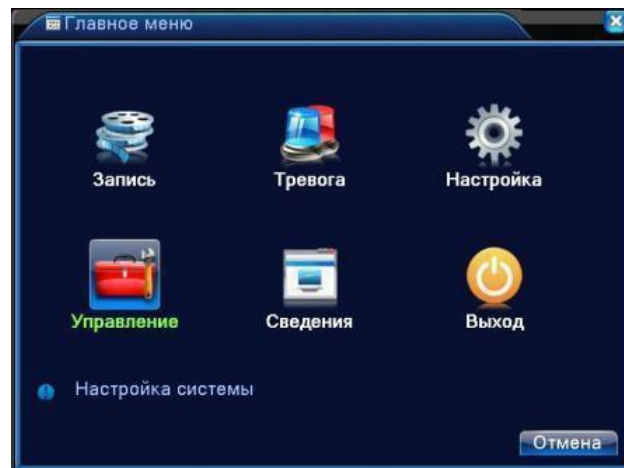 Главное меню
Запись
Тревога
Настройка
Управление
Сведения
Выход
Настройка системы
Отмена